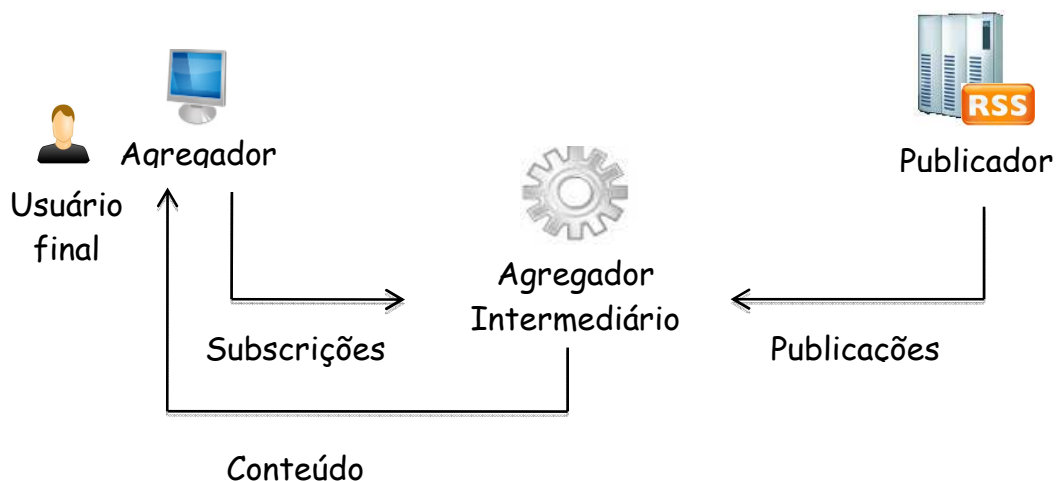 RSS
Agregador
Publicador
Usuário
final
Agregador
Intermediário
Subscrições
Publicações
Conteúdo